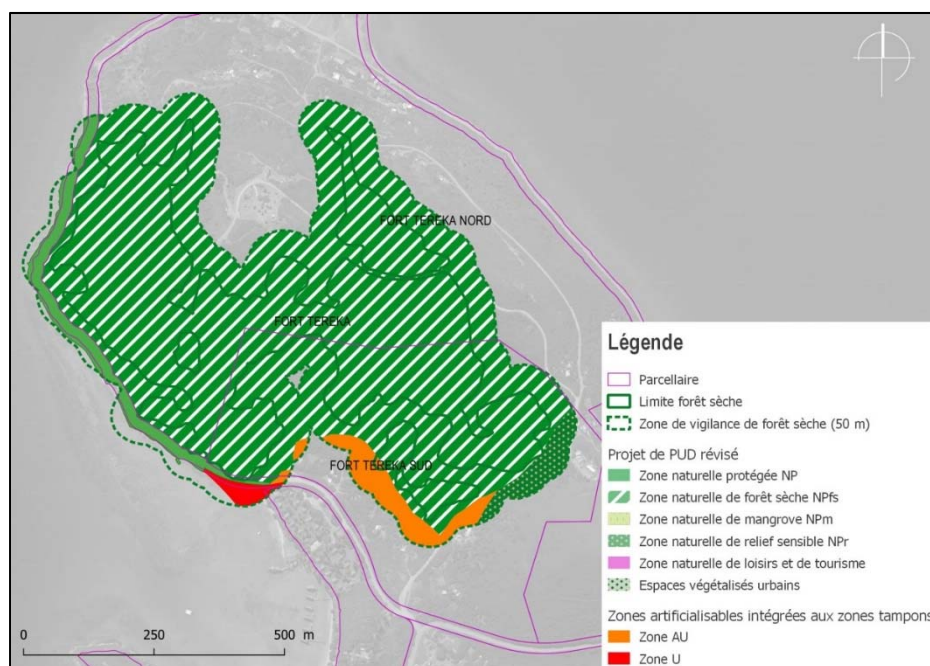 FORT TEREKA NORD
FORT TEREKA
FORT TEREKA SUD
0 250 500 m
Légende
Parcellaire
Limite forêt sèche
Zone de vigilance de forêt sèche (50 m)
Projet de PUD révisé
Zone naturelle protégée NP
Zone naturelle de forêt sèche NPfs
Zone naturelle de mangrove NPm
Zone naturelle de relief sensible NPr
Zone naturelle de loisirs et de tourisme
Espaces végétalisés urbains
Zones artificialisables intégrées aux zones tampons
Zone AU
Zone U